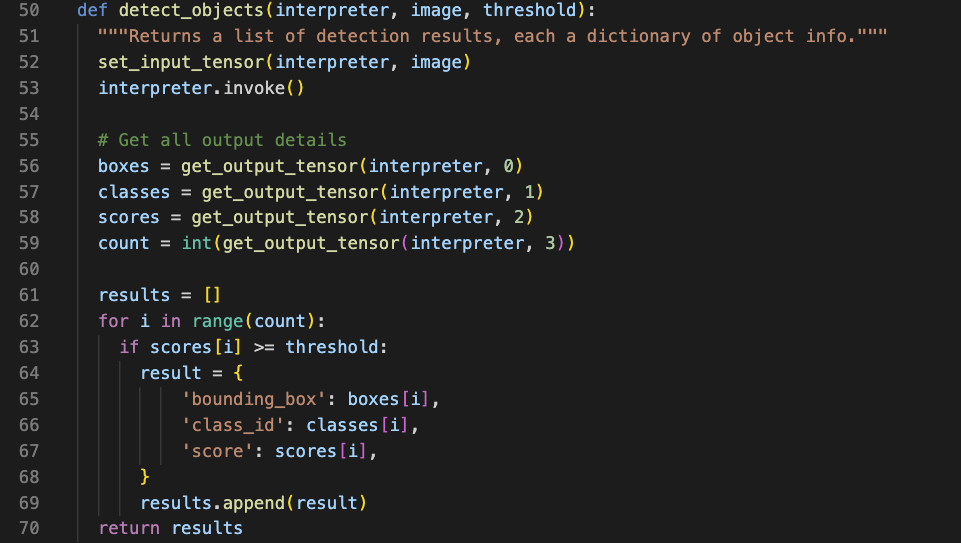 50 def detect_objects(interpreter, image, threshold):
51   """Returns a list of detection results, each a dictionary of object info."""
52   set_input_tensor(interpreter, image)
53   interpreter.invoke()
54
55   # Get all output details
56   boxes = get_output_tensor(interpreter, 0)
57   classes = get_output_tensor(interpreter, 1)
58   scores = get_output_tensor(interpreter, 2)
59   count = int(get_output_tensor(interpreter, 3))
60
61   results = []
62   for i in range(count):
63     if scores[i] >= threshold:
64       result = {
65           'bounding_box': boxes[i],
66           'class_id': classes[i],
67           'score': scores[i],
68       }
69       results.append(result)
70   return results